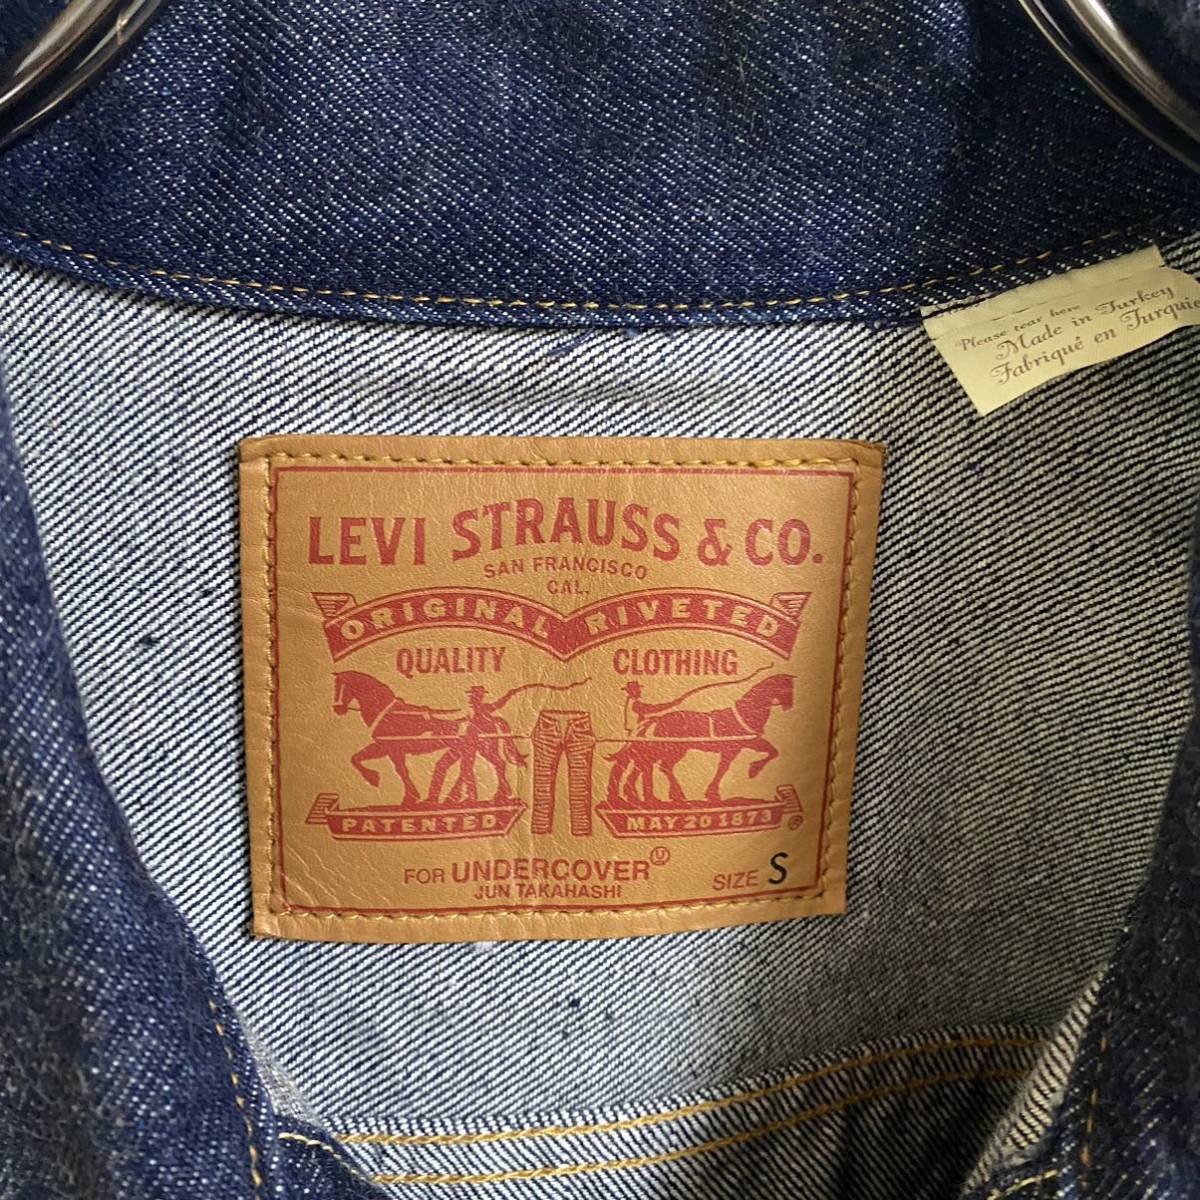 Please tear here
Made in Turkey
Fabriqué en Turquie
LEVI STRAUSS & CO.
SAN FRANCISCO
CAL.
ORIGINAL RIVETED
QUALITY CLOTHING
PATENTED MAY 20 1873 ®
FOR UNDERCOVER Ⓤ
JUN TAKAHASHI
SIZE S